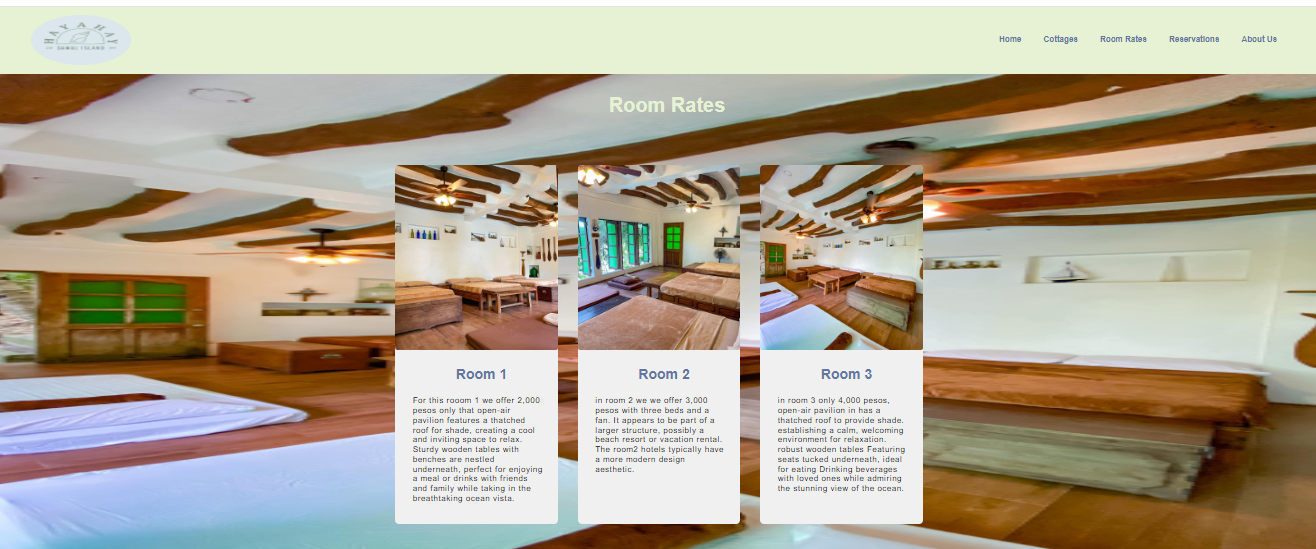 HAYAHAY
SAMAL ISLAND
Home Cottages Room Rates Reservations About Us
Room Rates
Room 1
For this rooom 1 we offer 2,000
pesos only that open-air
pavilion features a thatched
roof for shade, creating a cool
and inviting space to relax.
Sturdy wooden tables with
benches are nestled
underneath, perfect for enjoying
a meal or drinks with friends
and family while taking in the
breathtaking ocean vista.
Room 2
in room 2 we we offer 3,000
pesos with three beds and a
fan. It appears to be part of a
larger structure, possibly a
beach resort or vacation rental.
The room2 hotels typically have
a more modern design
aesthetic.
Room 3
in room 3 only 4,000 pesos,
open-air pavilion in has a
thatched roof to provide shade.
establishing a calm, welcoming
environment for relaxation.
robust wooden tables Featuring
seats tucked underneath, ideal
for eating Drinking beverages
with loved ones while admiring
the stunning view of the ocean.